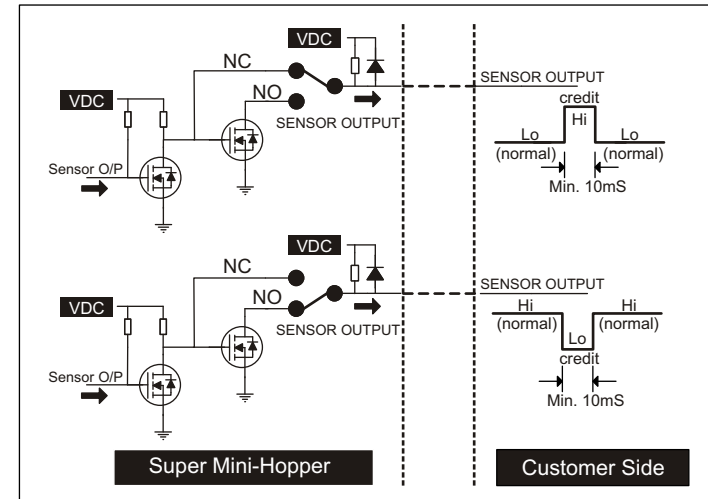 VDC
NC
VDC
NO
SENSOR OUTPUT
Sensor O/P
SENSOR OUTPUT
credit
Hi
Lo
(normal)
Lo
(normal)
Min. 10mS
VDC
NC
VDC
NO
SENSOR OUTPUT
Sensor O/P
SENSOR OUTPUT
Hi
(normal)
Hi
(normal)
Lo
credit
Min. 10mS
Super Mini-Hopper
Customer Side